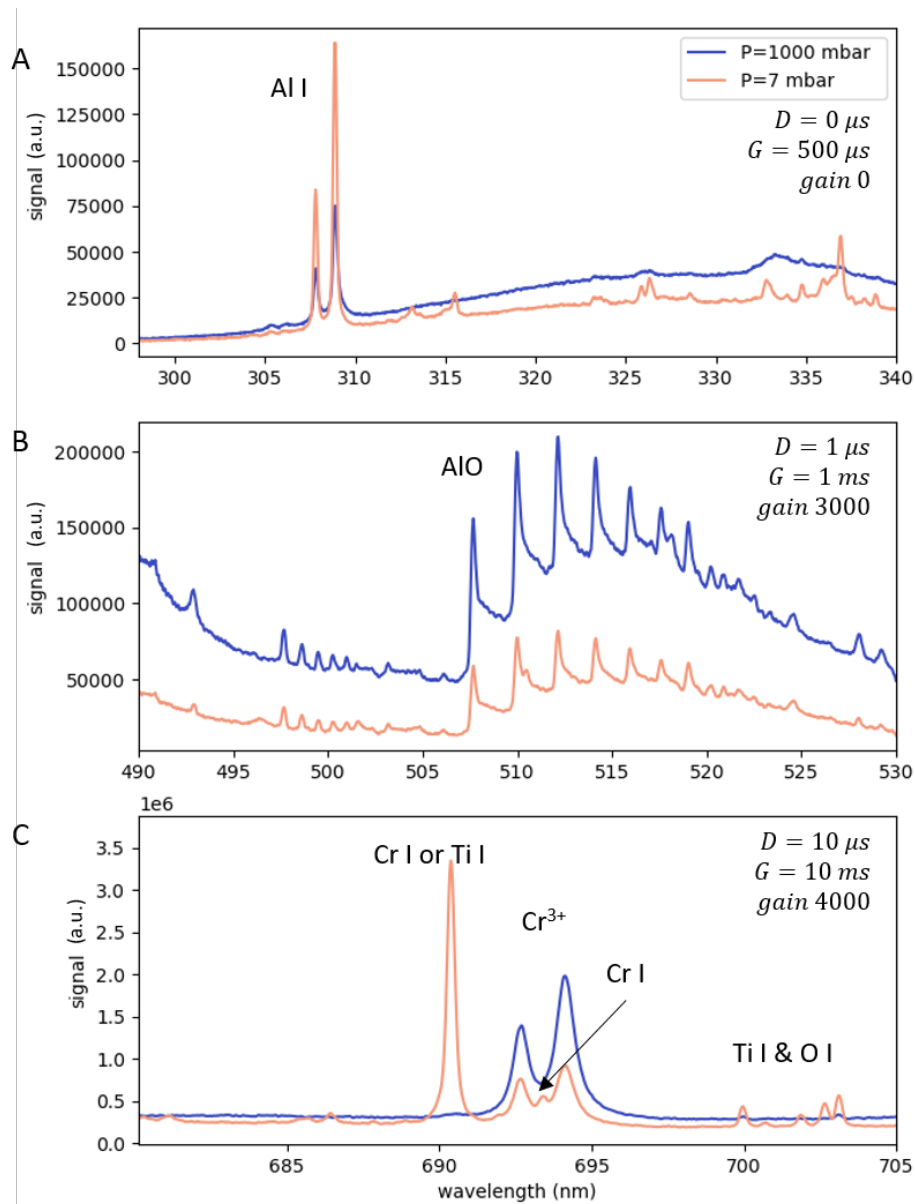 A
Al I
P=1000 mbar
P=7 mbar
D = 0 μs
G = 500 μs
gain 0
signal (a.u.)
150000
125000
100000
75000
50000
25000
0
300 305 310 315 320 325 330 335 340
B
AlO
D = 1 μs
G = 1 ms
gain 3000
signal (a.u.)
200000
150000
100000
50000
490 495 500 505 510 515 520 525 530
C
1e6
Cr I or Ti I
Cr³⁺
Cr I
Ti I & O I
D = 10 μs
G = 10 ms
gain 4000
signal (a.u.)
3.5
3.0
2.5
2.0
1.5
1.0
0.5
0.0
685 690 695 700 705
wavelength (nm)